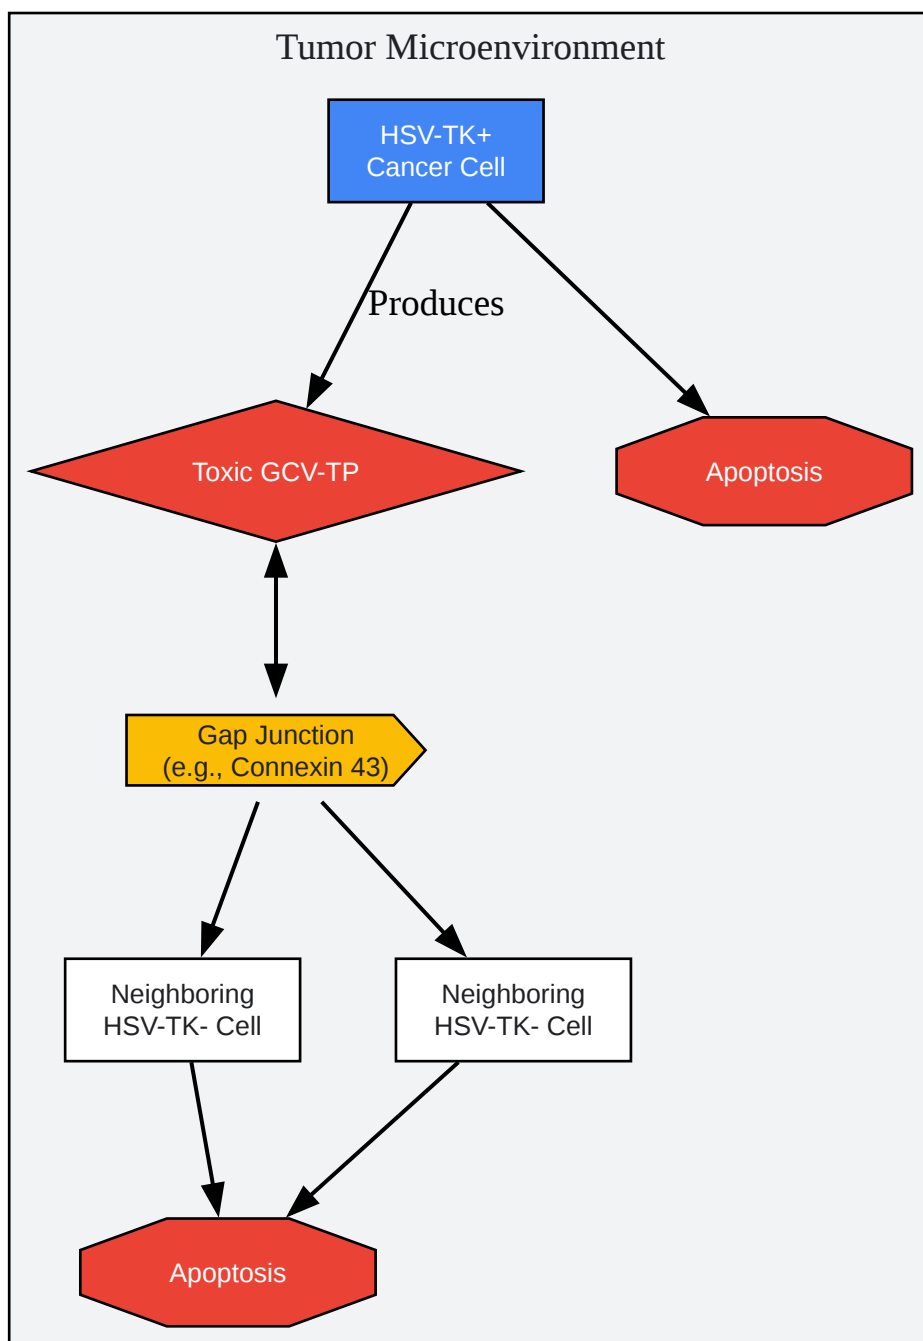 Tumor Microenvironment
HSV-TK+
Cancer Cell
Produces
Toxic GCV-TP
Apoptosis
Gap Junction
(e.g., Connexin 43)
Neighboring
HSV-TK- Cell
Neighboring
HSV-TK- Cell
Apoptosis